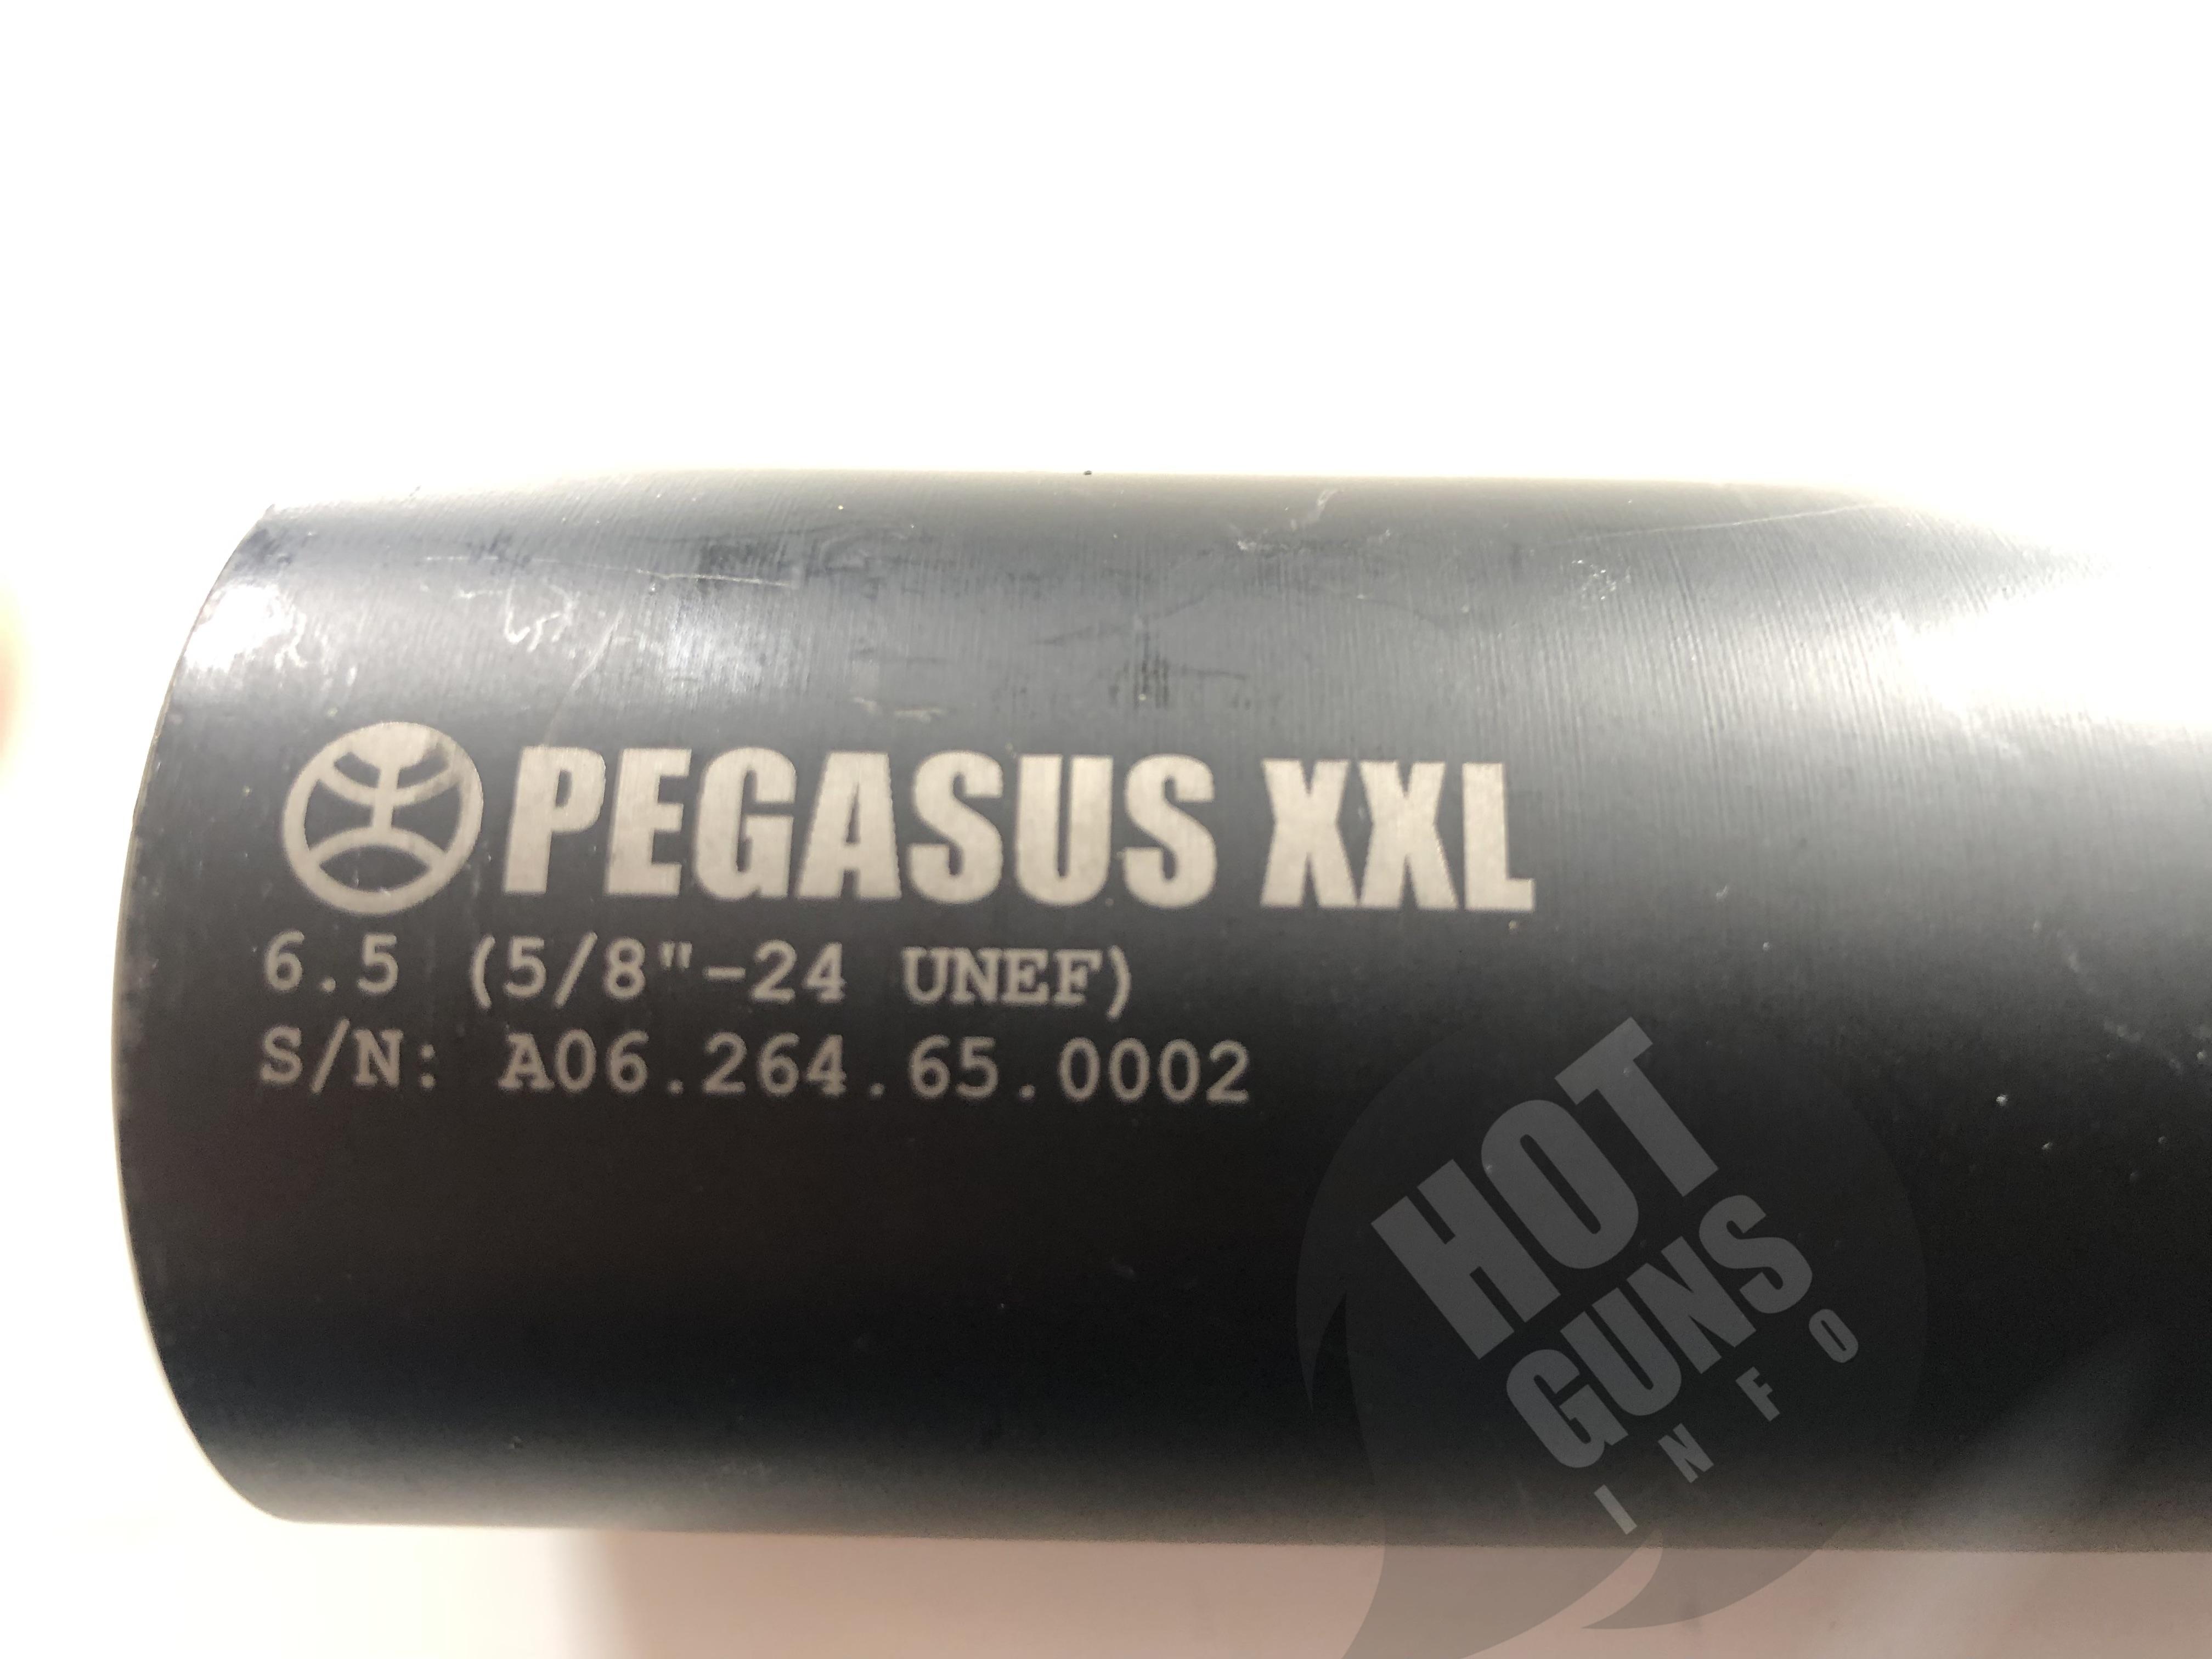 PEGASUS XXL
6.5 (5/8"-24 UNEF)
S/N: A06.264.65.0002
HOT
GUNS
INFO